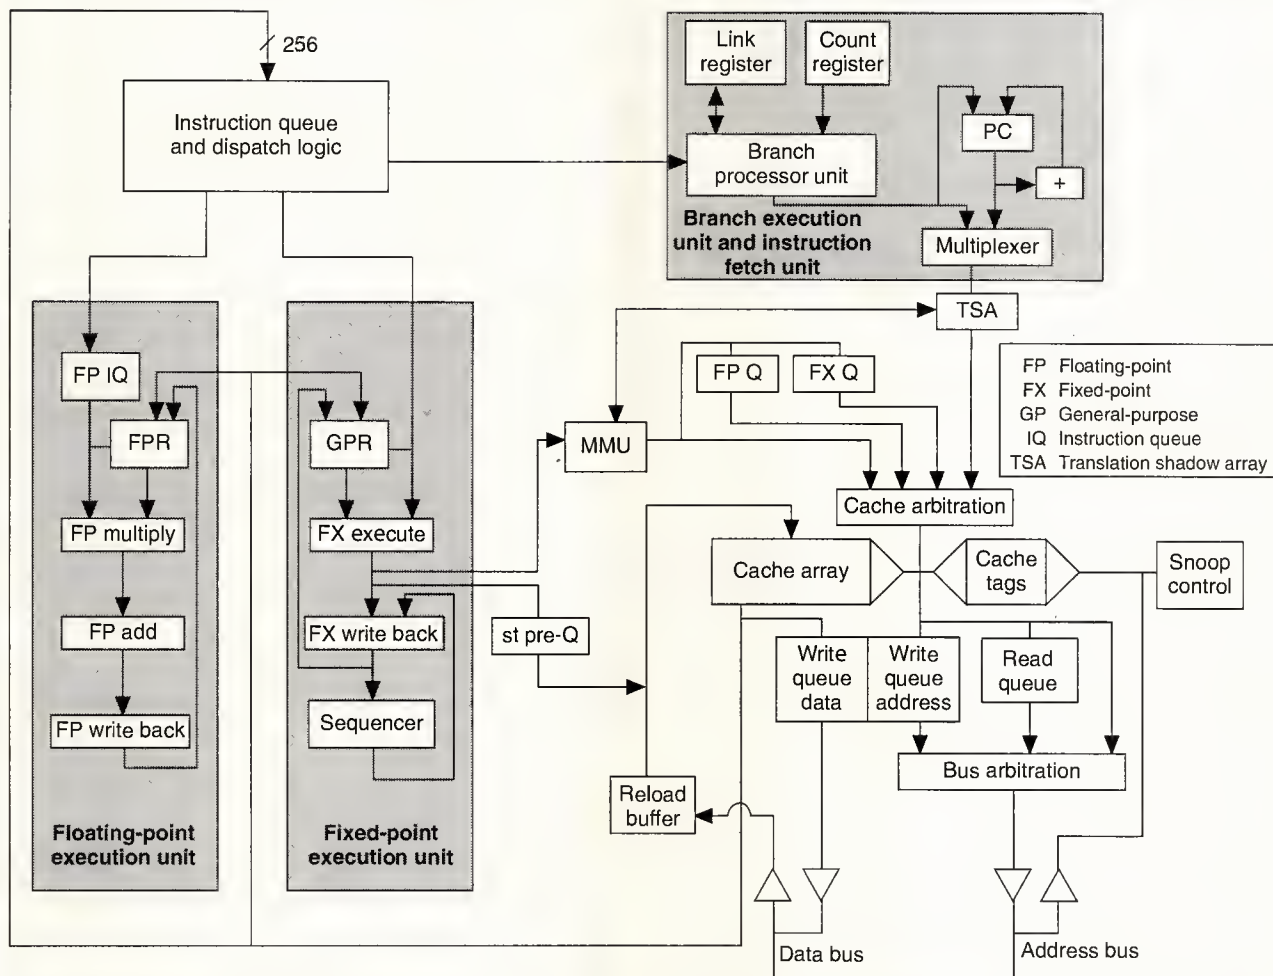 256
Instruction queue
and dispatch logic
Link
register
Count
register
PC
+
Branch
processor unit
Branch execution
unit and instruction
fetch unit
Multiplexer
TSA
FP Floating-point
FX Fixed-point
GP General-purpose
IQ Instruction queue
TSA Translation shadow array
FP Q
FX Q
MMU
FP IQ
FPR
GPR
Cache arbitration
FP multiply
FX execute
Cache array
Cache
tags
Snoop
control
FP add
FX write back
st pre-Q
Write
queue
data
Write
queue
address
Read
queue
FP write back
Sequencer
Bus arbitration
Reload
buffer
Floating-point
execution unit
Fixed-point
execution unit
Data bus
Address bus